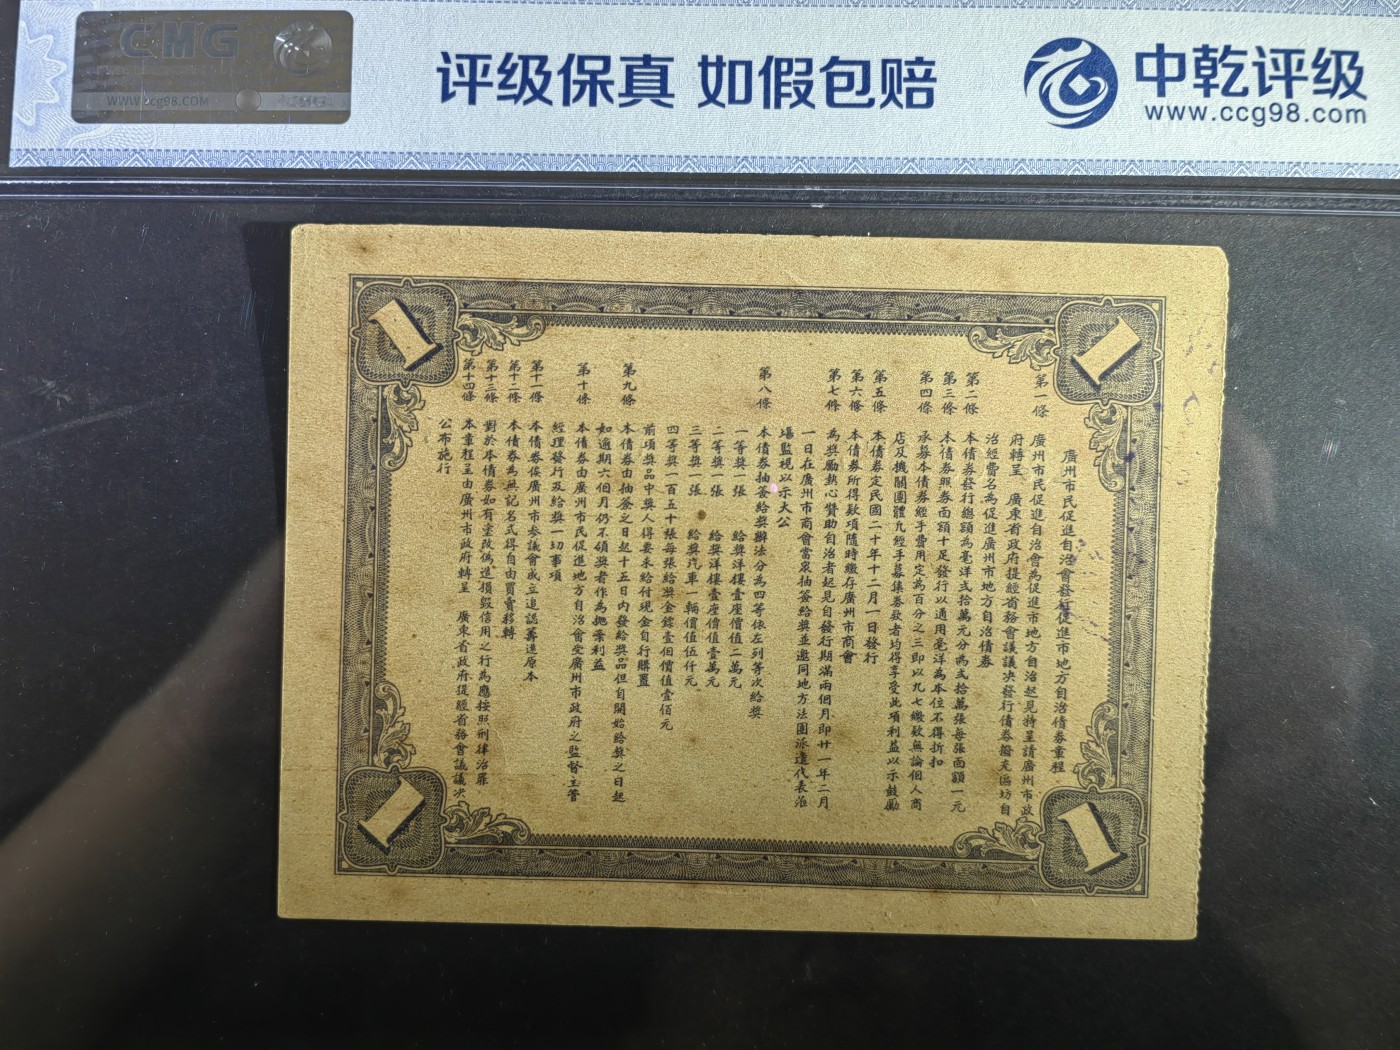 CMG
WWW.ccg98.COM
评级保真 如假包赔
中乾评级
www.ccg98.com
1
1
廣州市民促進自治會發行促進市地方自治債券章程
第一條 廣州市民促進自治會為促進市地方自治起見特呈請廣州市政
府轉呈 廣東省政府提經省務會議議决發行債券撥充區坊自
治經費名為促進廣州市地方自治債券
第二條 本債券發行總額為毫洋弍拾萬元分為弍拾萬張每張面額一元
第三條 本債券照券面額十足發行以通用毫洋為本位不得折扣
第四條 承募本債券經手費用定為百分之三即以九七繳欵無論個人商
店及機關團體凡經手募集券欵者均得享受此項利益以示鼓勵
第五條 本債券定民國二十年十二月一日發行
第六條 本債券所得欵項隨時繳存廣州市商會
第七條 為獎勵熱心贊助自治者起見自發行期滿兩個月即廿一年二月
一日在廣州市商會當衆抽簽給獎並邀同地方法團派遣代表蒞
場監視以示大公
第八條 本債券抽簽給獎辦法分為四等依左列等次給獎
一等獎一張 給獎洋樓壹座價值二萬元
二等獎一張 給獎洋樓壹座價值壹萬元
三等獎一張 給獎汽車一輛價值伍仟元
四等獎一百五十張每張給獎金鐸壹個價值壹佰元
前項獎品中獎人得要求給付現金自行購置
第九條 本債券由抽簽之日起十五日內發給獎品但自開始給獎之日起
如逾期六個月仍不領獎者作為拋棄利益
第十條 本債券由廣州市民促進地方自治會受廣州市政府之監督主管
經理發行及給獎一切事項
第十一條 本債券俟廣州市參議會成立追認籌還原本
第十二條 本債券為無記名式得自由買賣移轉
第十三條 對於本債券如有塗改偽造損毀信用之行為應按照刑律治罪
第十四條 本章程呈由廣州市政府轉呈 廣東省政府提經省務會議議决
公布施行
1
1